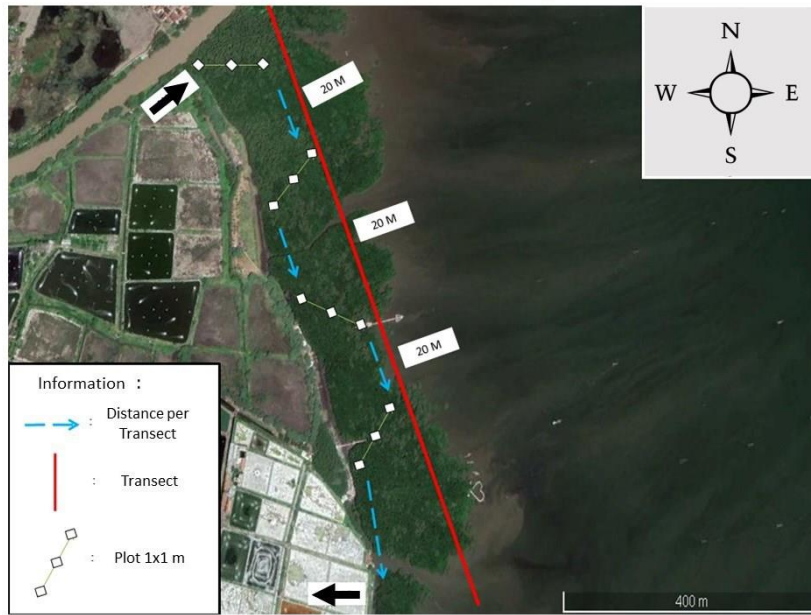 N
W E
S
20 M
20 M
20 M
Information :
: Distance per
Transect
: Transect
: Plot 1x1 m
400 m